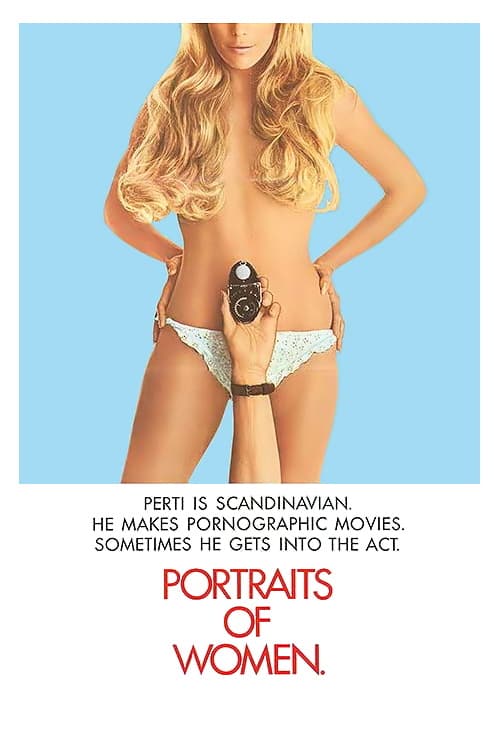 PERTI IS SCANDINAVIAN.
HE MAKES PORNOGRAPHIC MOVIES.
SOMETIMES HE GETS INTO THE ACT.
PORTRAITS
OF
WOMEN.